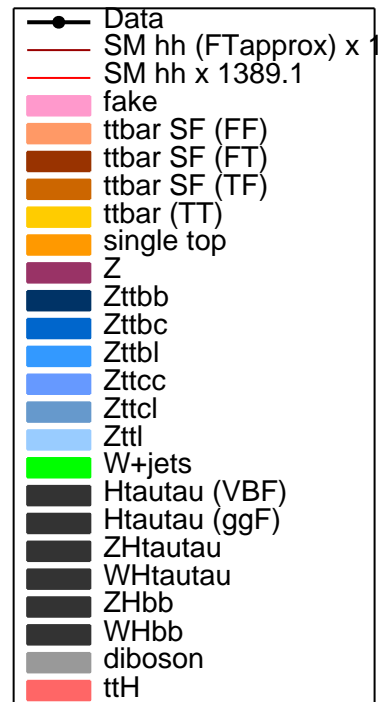 Data
SM hh (FTapprox) x 1
SM hh x 1389.1
fake
ttbar SF (FF)
ttbar SF (FT)
ttbar SF (TF)
ttbar (TT)
single top
Z
Zttbb
Zttbc
Zttbl
Zttcc
Zttcl
Zttl
W+jets
Htautau (VBF)
Htautau (ggF)
ZHtautau
WHtautau
ZHbb
WHbb
diboson
ttH